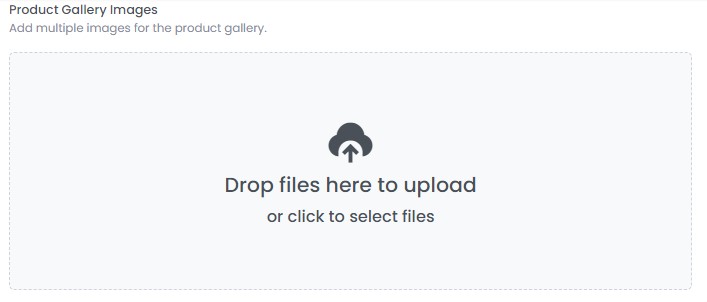 Product Gallery Images
Add multiple images for the product gallery.
Drop files here to upload
or click to select files